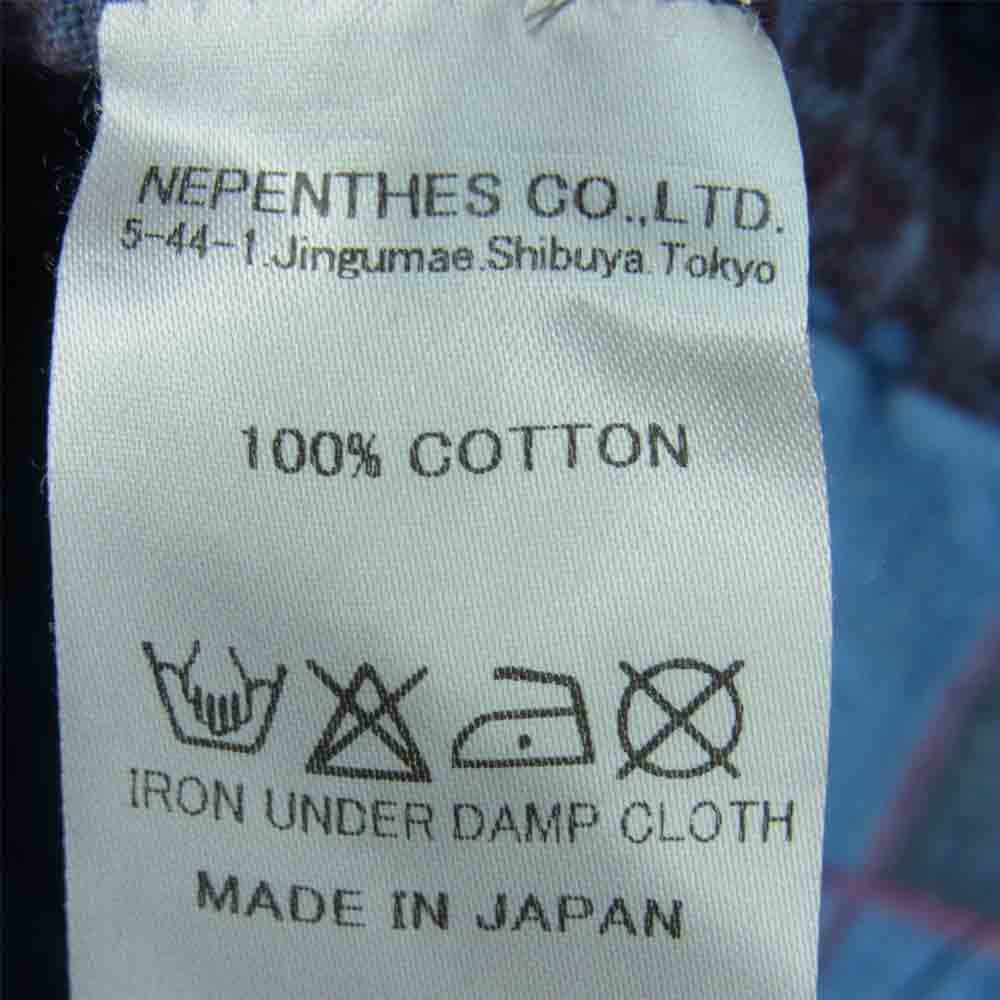 NEPENTHES CO.,LTD.
5-44-1.Jingumae.Shibuya.Tokyo
100% COTTON
IRON UNDER DAMP CLOTH
MADE IN JAPAN